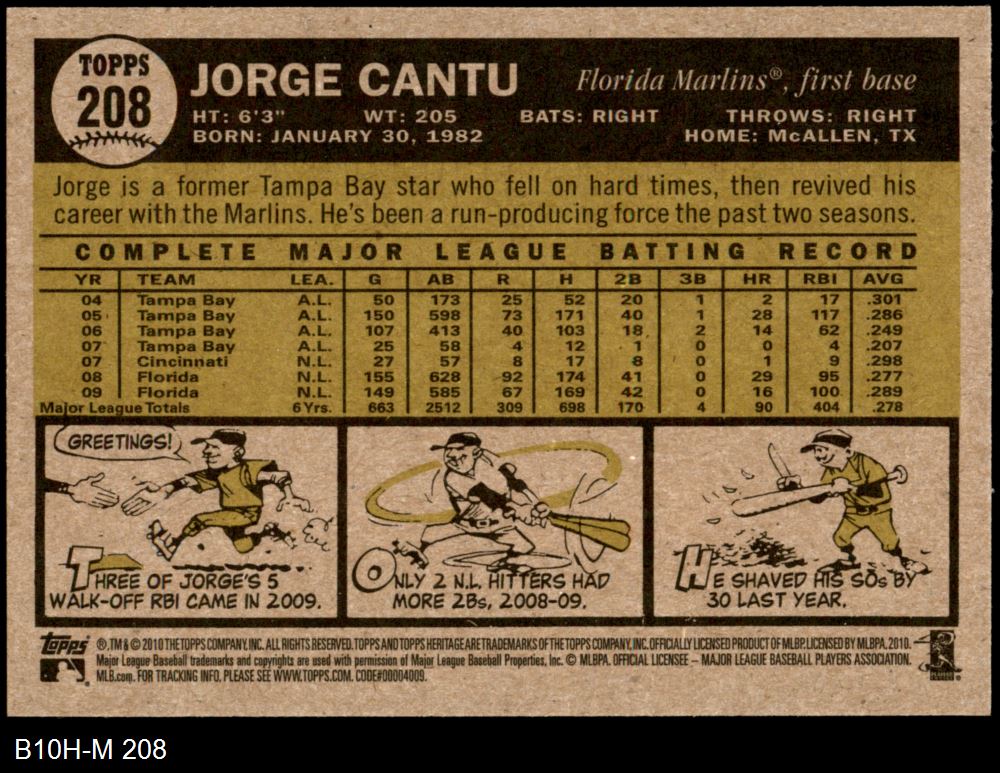 TOPPS
208
JORGE CANTU Florida Marlins®, first base
HT: 6'3" WT: 205 BATS: RIGHT THROWS: RIGHT
BORN: JANUARY 30, 1982 HOME: McALLEN, TX
Jorge is a former Tampa Bay star who fell on hard times, then revived his
career with the Marlins. He's been a run-producing force the past two seasons.
COMPLETE MAJOR LEAGUE BATTING RECORD
YR TEAM LEA. G AB R H 2B 3B HR RBI AVG
04 Tampa Bay A.L. 50 173 25 52 20 1 2 17 .301
05 Tampa Bay A.L. 150 598 73 171 40 1 28 117 .286
06 Tampa Bay A.L. 107 413 40 103 18 2 14 62 .249
07 Tampa Bay A.L. 25 58 4 12 1 0 0 4 .207
07 Cincinnati N.L. 27 57 8 17 8 0 1 9 .298
08 Florida N.L. 155 628 92 174 41 0 29 95 .277
09 Florida N.L. 149 585 67 169 42 0 16 100 .289
Major League Totals 6 Yrs. 663 2512 309 698 170 4 90 404 .278
GREETINGS!
THREE OF JORGE'S 5
WALK-OFF RBI CAME IN 2009.
ONLY 2 N.L. HITTERS HAD
MORE 2Bs, 2008-09.
HE SHAVED HIS SOs BY
30 LAST YEAR.
topps ®,TM & © 2010 THE TOPPS COMPANY, INC. ALL RIGHTS RESERVED. TOPPS AND TOPPS HERITAGE ARE TRADEMARKS OF THE TOPPS COMPANY, INC. OFFICIALLY LICENSED PRODUCT OF MLBP. LICENSED BY MLBPA, 2010.
Major League Baseball trademarks and copyrights are used with permission of Major League Baseball Properties, Inc. © MLBPA. OFFICIAL LICENSEE – MAJOR LEAGUE BASEBALL PLAYERS ASSOCIATION.
MLB.com. FOR TRACKING INFO, PLEASE SEE WWW.TOPPS.COM. CODE#00004009.
B10H-M 208